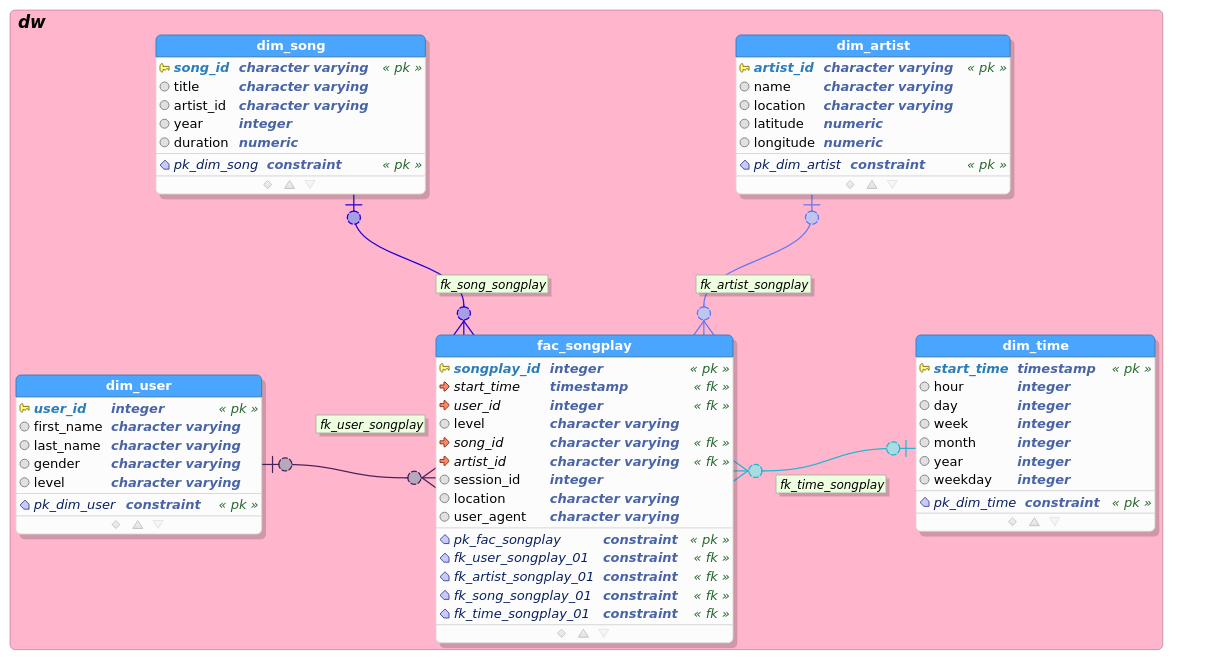 dw
dim_song
song_id character varying « pk »
title character varying
artist_id character varying
year integer
duration numeric
pk_dim_song constraint « pk »
dim_artist
artist_id character varying « pk »
name character varying
location character varying
latitude numeric
longitude numeric
pk_dim_artist constraint « pk »
fk_song_songplay
fk_artist_songplay
dim_user
user_id integer « pk »
first_name character varying
last_name character varying
gender character varying
level character varying
pk_dim_user constraint « pk »
fk_user_songplay
fac_songplay
songplay_id integer « pk »
start_time timestamp « fk »
user_id integer « fk »
level character varying
song_id character varying « fk »
artist_id character varying « fk »
session_id integer
location character varying
user_agent character varying
pk_fac_songplay constraint « pk »
fk_user_songplay_01 constraint « fk »
fk_artist_songplay_01 constraint « fk »
fk_song_songplay_01 constraint « fk »
fk_time_songplay_01 constraint « fk »
fk_time_songplay
dim_time
start_time timestamp « pk »
hour integer
day integer
week integer
month integer
year integer
weekday integer
pk_dim_time constraint « pk »